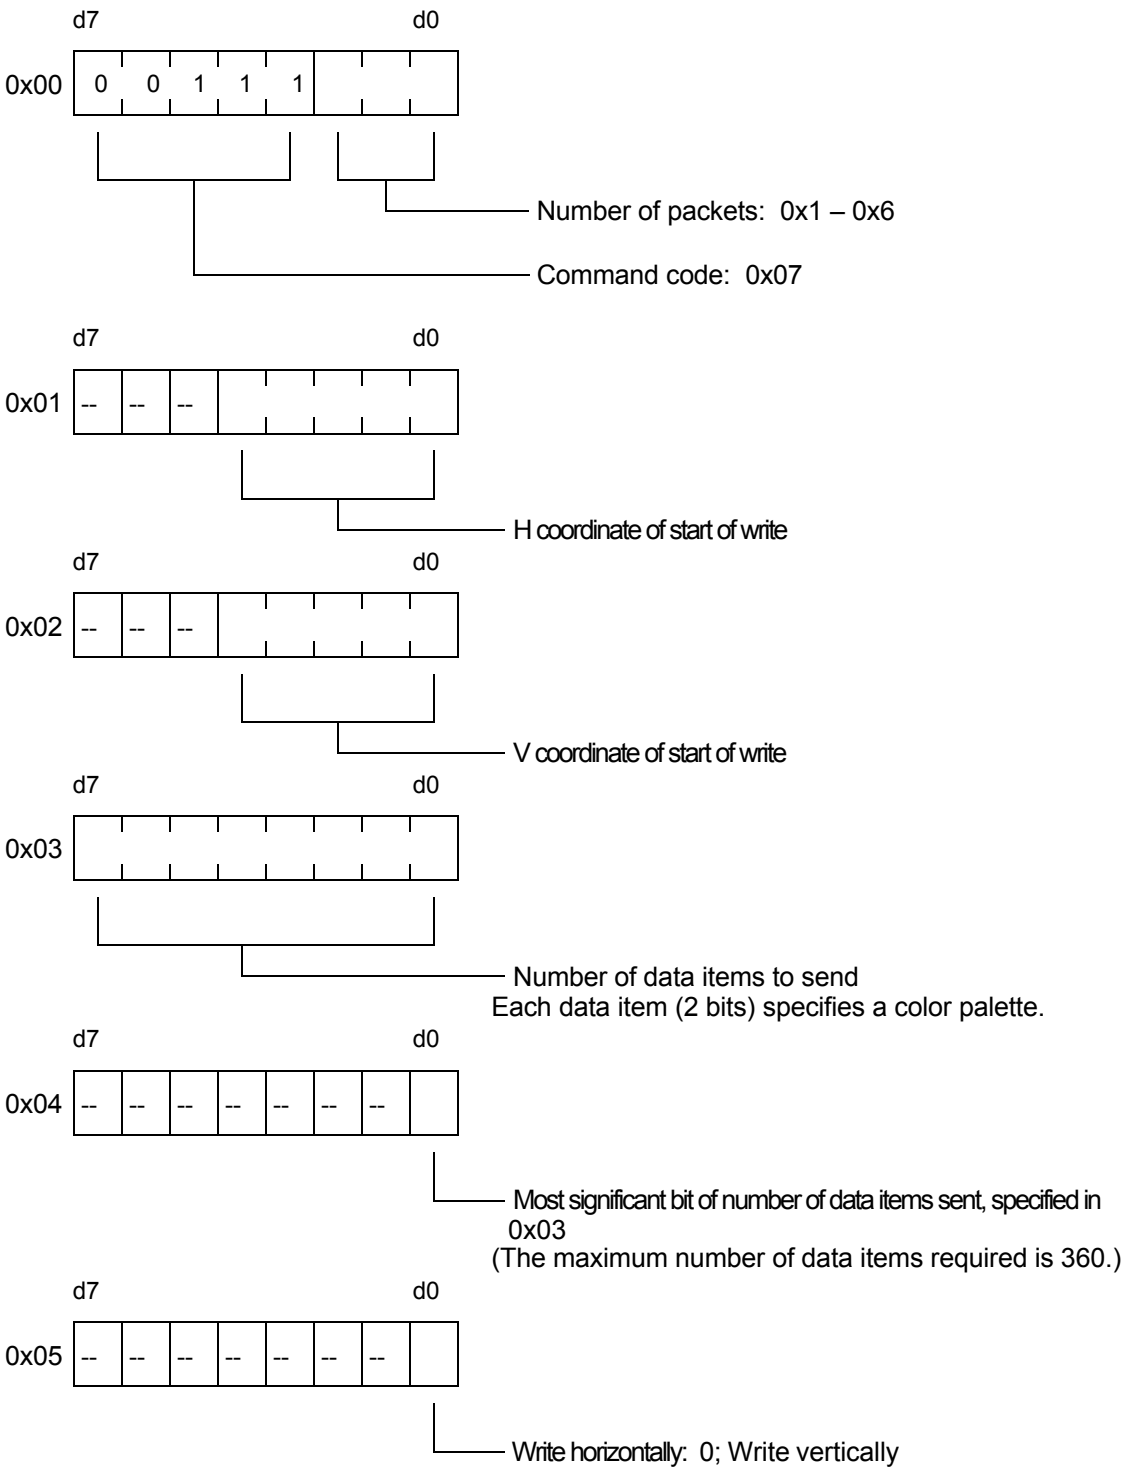 d7 d0
0x00 0 0 1 1 1
Number of packets: 0x1 – 0x6
Command code: 0x07
d7 d0
0x01 -- -- --
H coordinate of start of write
d7 d0
0x02 -- -- --
V coordinate of start of write
d7 d0
0x03
Number of data items to send
Each data item (2 bits) specifies a color palette.
d7 d0
0x04 -- -- -- -- -- -- --
Most significant bit of number of data items sent, specified in
0x03
(The maximum number of data items required is 360.)
d7 d0
0x05 -- -- -- -- -- -- --
Write horizontally: 0; Write vertically